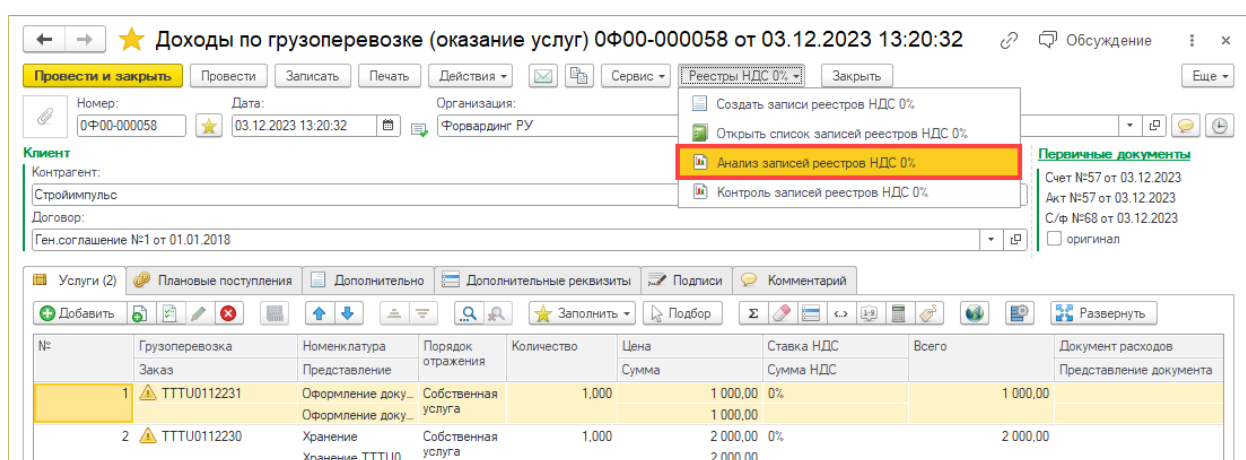 Доходы по грузоперевозке (оказание услуг) 0Ф00-000058 от 03.12.2023 13:20:32 Обсуждение
Провести и закрыть Провести Записать Печать Действия Сервис Реестры НДС 0% Закрыть Еще
Создать записи реестров НДС 0%
Открыть список записей реестров НДС 0%
Анализ записей реестров НДС 0%
Контроль записей реестров НДС 0%
Номер: Дата: Организация:
0Ф00-000058 03.12.2023 13:20:32 Форвардинг РУ
Клиент Первичные документы
Контрагент: Счет №57 от 03.12.2023
Стройимпульс Акт №57 от 03.12.2023
Договор: С/ф №68 от 03.12.2023
Ген.соглашение №1 от 01.01.2018 оригинал
Услуги (2) Плановые поступления Дополнительно Дополнительные реквизиты Подписи Комментарий
Добавить Заполнить Подбор Развернуть
№ Грузоперевозка Номенклатура Порядок отражения Количество Цена Ставка НДС Всего Документ расходов
Заказ Представление Сумма Сумма НДС Представление документа
1 TTTU0112231 Оформление доку... Собственная 1,000 1 000,00 0% 1 000,00
Оформление доку... услуга 1 000,00
2 TTTU0112230 Хранение Собственная 1,000 2 000,00 0% 2 000,00
Хранение TTTU0... услуга 2 000,00